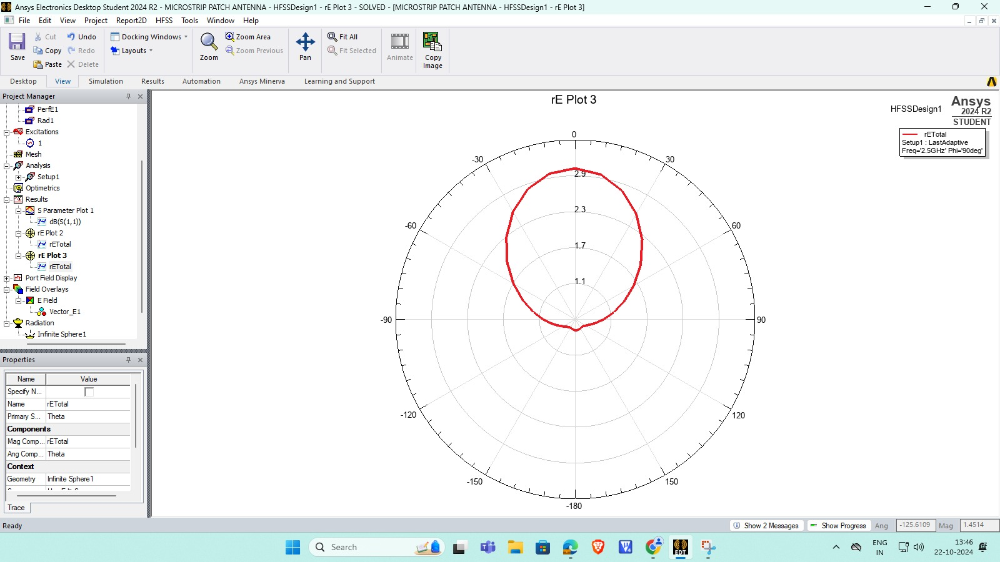 Ansys Electronics Desktop Student 2024 R2 - MICROSTRIP PATCH ANTENNA - HFSSDesign1 - rE Plot 3 - SOLVED - [MICROSTRIP PATCH ANTENNA - HFSSDesign1 - rE Plot 3]
File Edit View Project Report2D HFSS Tools Window Help
Save
Cut
Copy
Paste
Undo
Redo
Delete
Docking Windows
Layouts
Zoom
Zoom Area
Zoom Previous
Pan
Fit All
Fit Selected
Animate
Copy Image
Desktop View Simulation Results Automation Ansys Minerva Learning and Support
Project Manager
PerfE1
Rad1
Excitations
1
Mesh
Analysis
Setup1
Optimetrics
Results
S Parameter Plot 1
dB(S(1,1))
rE Plot 2
rETotal
rE Plot 3
rETotal
Port Field Display
Field Overlays
E Field
Vector_E1
Radiation
Infinite Sphere1
Properties
Name Value
Specify N...
Name rETotal
Primary S... Theta
Components
Mag Comp... rETotal
Ang Comp... Theta
Context
Geometry Infinite Sphere1
Trace
rE Plot 3
HFSSDesign1
Ansys
2024 R2
STUDENT
rETotal
Setup1 : LastAdaptive
Freq='2.5GHz' Phi='90deg'
0
-30 30
2.9
2.3
-60 60
1.7
1.1
-90 90
-120 120
-150 150
-180
Ready Show 2 Messages Show Progress Ang -125.6109 Mag 1.4514
Search
EDT
ENG
IN
13:46
22-10-2024